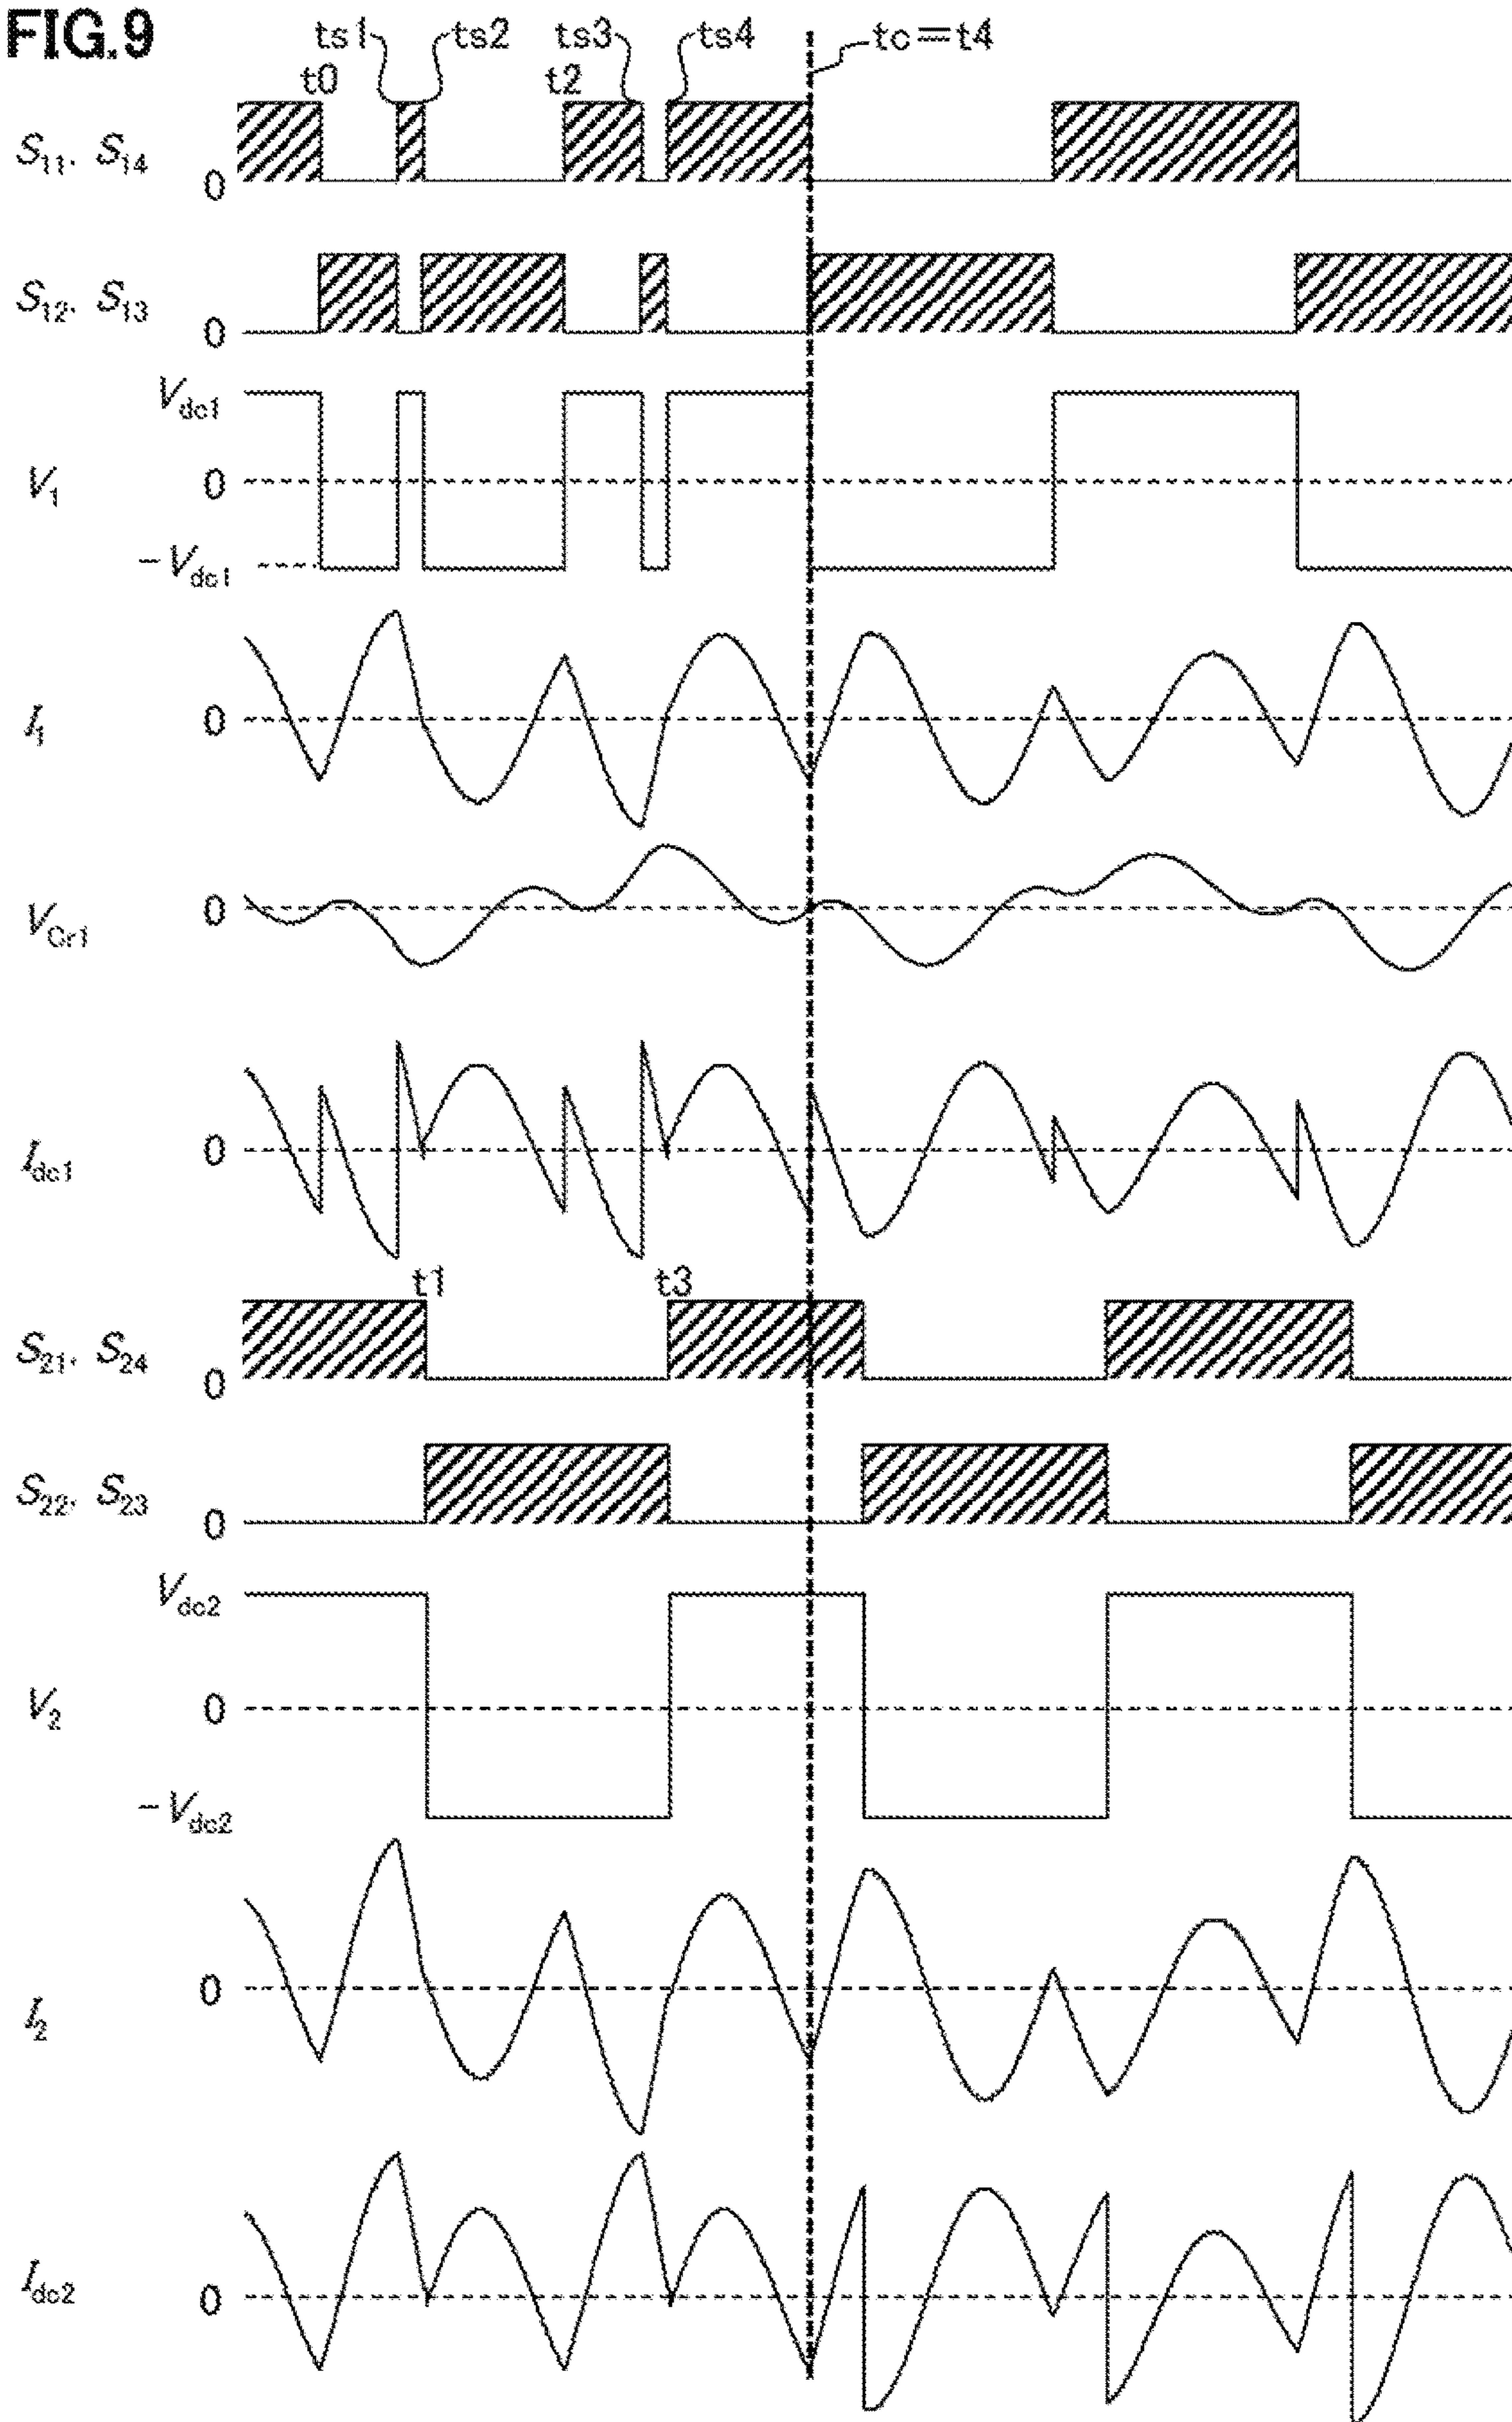 FIG.9
ts1 ts2 ts3 ts4 tc=t4
t0 t2
S11, S14
0
S12, S13
0
Vdc1
V1 0
−Vdc1
I1 0
VCr1 0
Idc1 0
t1 t3
S21, S24
0
S22, S23
0
Vdc2
V2 0
−Vdc2
I2 0
Idc2 0